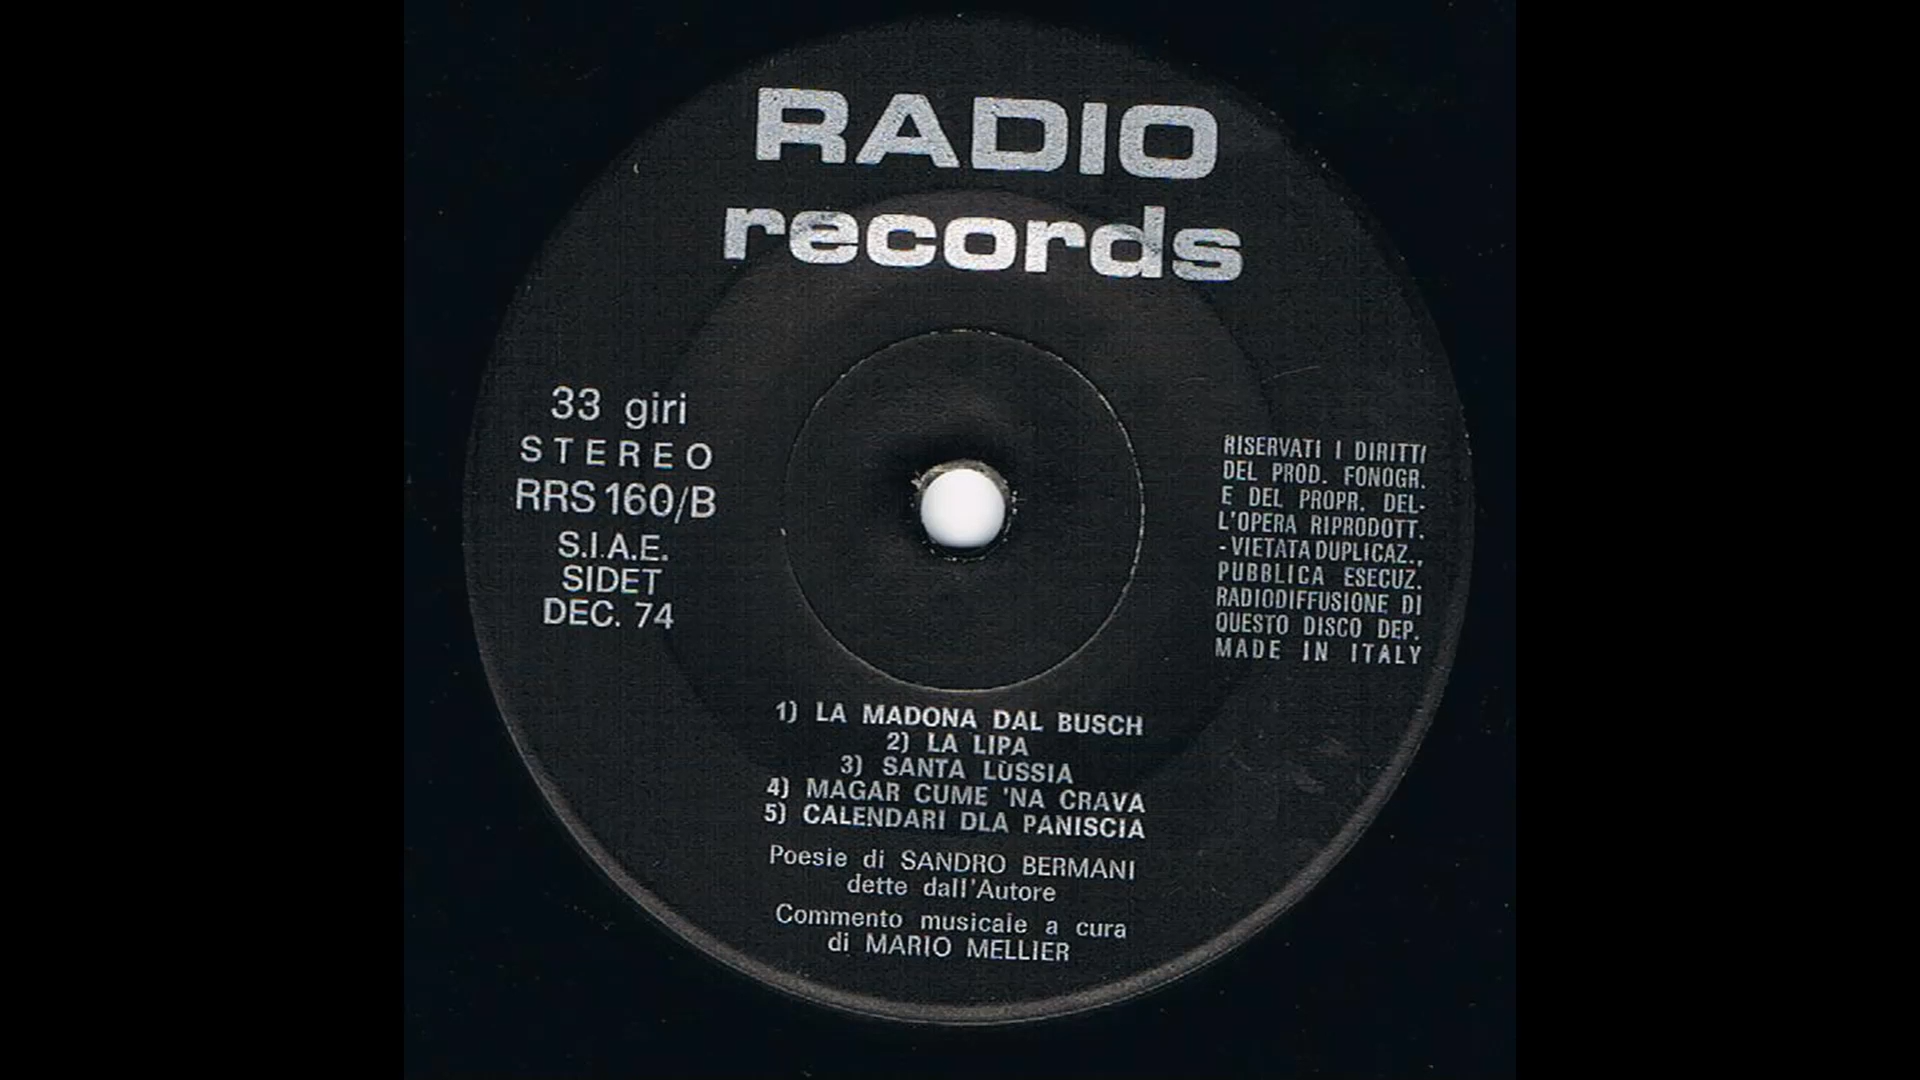 RADIO
records
33 giri
STEREO
RRS 160/B
S.I.A.E.
SIDET
DEC. 74
RISERVATI I DIRITTI
DEL PROD. FONOGR.
E DEL PROPR. DEL-
L'OPERA RIPRODOTT.
- VIETATA DUPLICAZ.,
PUBBLICA ESECUZ.
RADIODIFFUSIONE DI
QUESTO DISCO DEP.
MADE IN ITALY
1) LA MADONA DAL BUSCH
2) LA LIPA
3) SANTA LÙSSIA
4) MAGAR CUME 'NA CRAVA
5) CALENDARI DLA PANISCIA
Poesie di SANDRO BERMANI
dette dall'Autore
Commento musicale a cura
di MARIO MELLIER